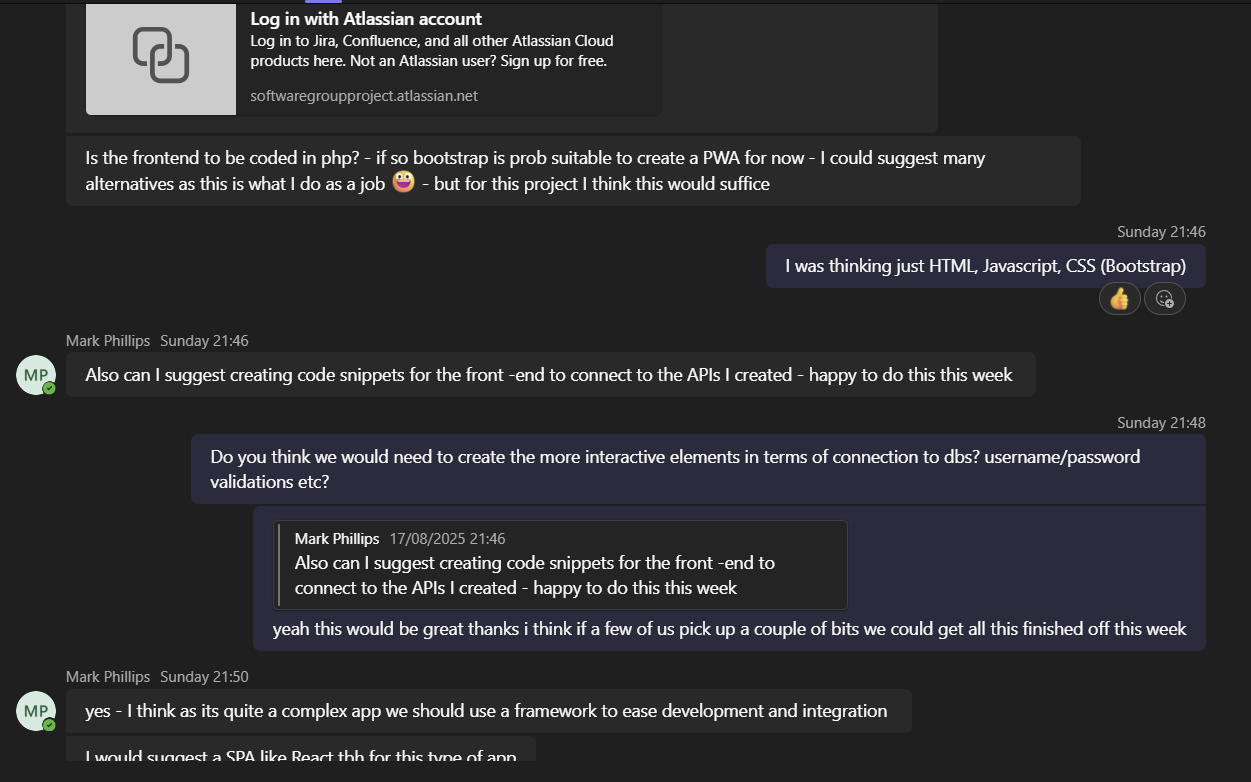 Log in with Atlassian account
Log in to Jira, Confluence, and all other Atlassian Cloud
products here. Not an Atlassian user? Sign up for free.
softwaregroupproject.atlassian.net
Is the frontend to be coded in php? - if so bootstrap is prob suitable to create a PWA for now - I could suggest many
alternatives as this is what I do as a job 😃 - but for this project I think this would suffice
Sunday 21:46
I was thinking just HTML, Javascript, CSS (Bootstrap)
Mark Phillips Sunday 21:46
MP
Also can I suggest creating code snippets for the front -end to connect to the APIs I created - happy to do this this week
Sunday 21:48
Do you think we would need to create the more interactive elements in terms of connection to dbs? username/password
validations etc?
Mark Phillips 17/08/2025 21:46
Also can I suggest creating code snippets for the front -end to
connect to the APIs I created - happy to do this this week
yeah this would be great thanks i think if a few of us pick up a couple of bits we could get all this finished off this week
Mark Phillips Sunday 21:50
MP
yes - I think as its quite a complex app we should use a framework to ease development and integration
I would suggest a SPA like React tbh for this type of app